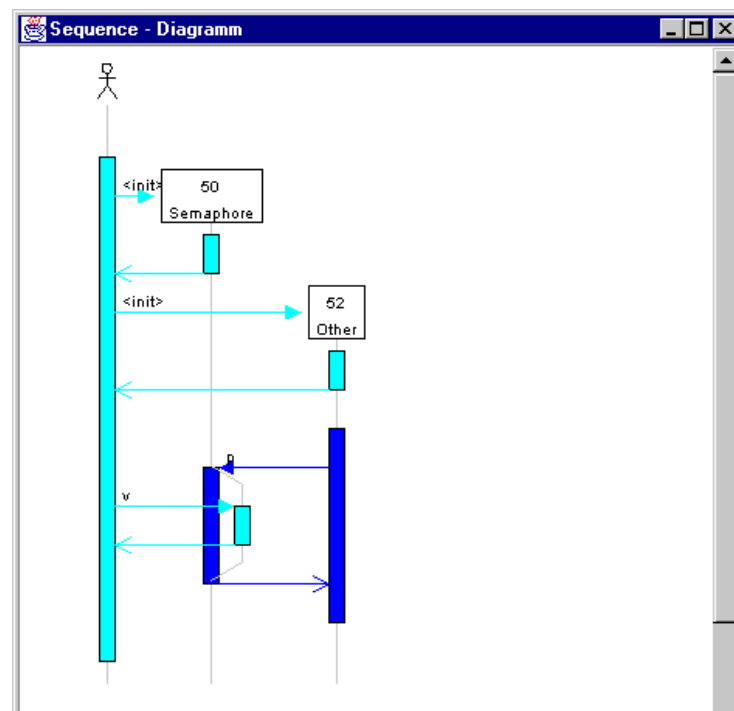 Sequence - Diagramm
<init>
50
Semaphore
<init>
52
Other
p
v